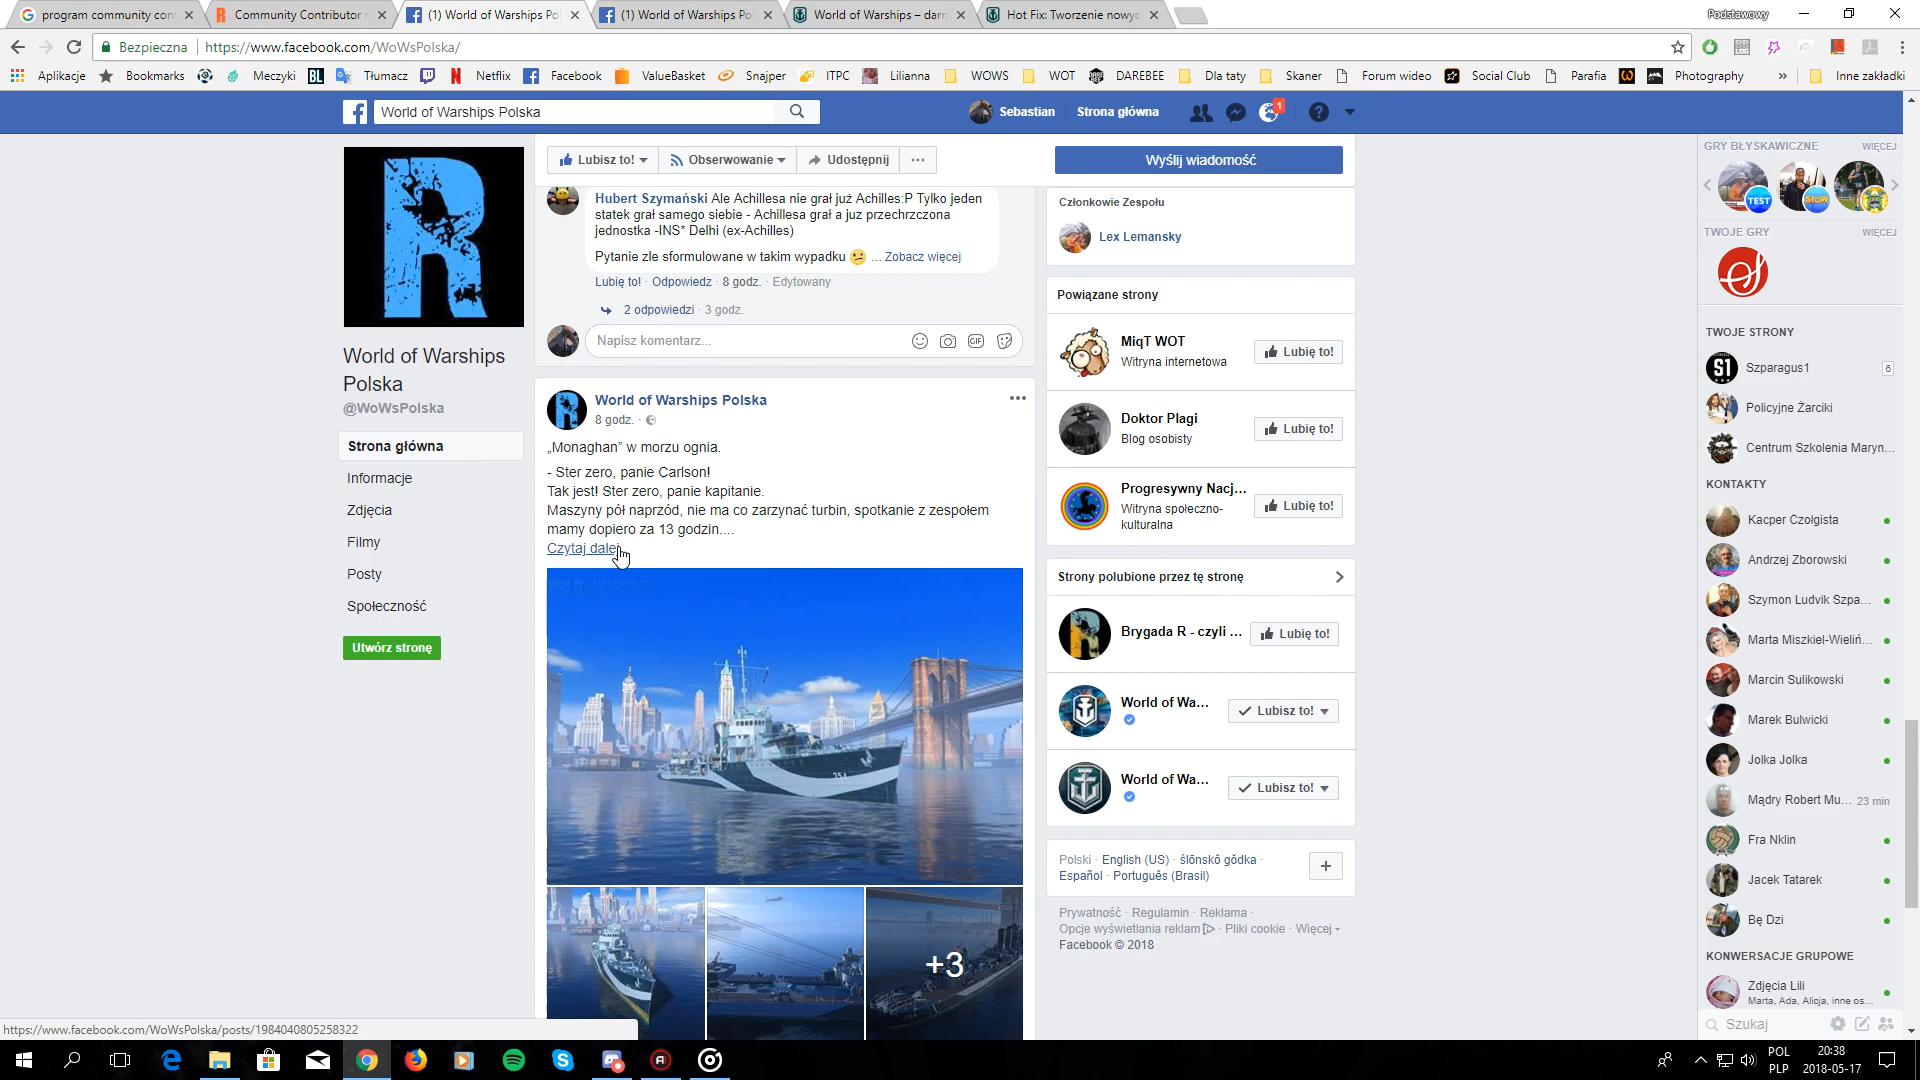 program community con
Community Contributor
(1) World of Warships Pol
(1) World of Warships Pol
World of Warships – darm
Hot Fix: Tworzenie nowyc
Podstawowy
Bezpieczna
https://www.facebook.com/WoWsPolska/
Aplikacje
Bookmarks
Meczyki
BL
Tłumacz
Netflix
Facebook
ValueBasket
Snajper
ITPC
Lilianna
WOWS
WOT
DAREBEE
Dla taty
Skaner
Forum wideo
Social Club
Parafia
Photography
»
Inne zakładki
World of Warships Polska
Sebastian
Strona główna
1
World of Warships
Polska
@WoWsPolska
Strona główna
Informacje
Zdjęcia
Filmy
Posty
Społeczność
Utwórz stronę
Lubisz to!
Obserwowanie
Udostępnij
Wyślij wiadomość
Hubert Szymański Ale Achillesa nie grał już Achilles:P Tylko jeden
statek grał samego siebie - Achillesa grał a juz przechrzczona
jednostka -INS* Delhi (ex-Achilles)
Pytanie zle sformulowane w takim wypadku ... Zobacz więcej
Lubię to! · Odpowiedz · 8 godz. · Edytowany
2 odpowiedzi · 3 godz.
Napisz komentarz...
GIF
World of Warships Polska
8 godz. ·
„Monaghan” w morzu ognia.
- Ster zero, panie Carlson!
Tak jest! Ster zero, panie kapitanie.
Maszyny pół naprzód, nie ma co zarzynać turbin, spotkanie z zespołem
mamy dopiero za 13 godzin....
Czytaj dalej
354
+3
Członkowie Zespołu
Lex Lemansky
Powiązane strony
MiqT WOT
Witryna internetowa
Lubię to!
Doktor Plagi
Blog osobisty
Lubię to!
Progresywny Nacj...
Witryna społeczno-
kulturalna
Lubię to!
Strony polubione przez tę stronę
Brygada R - czyli ...
Lubię to!
World of Wa...
Lubisz to!
World of Wa...
Lubisz to!
Polski · English (US) · ślōnskŏ gŏdka ·
Español · Português (Brasil)
Prywatność · Regulamin · Reklama ·
Opcje wyświetlania reklam · Pliki cookie · Więcej
Facebook © 2018
GRY BŁYSKAWICZNE
WIĘCEJ
TEST
SŁOW
TWOJE GRY
WIĘCEJ
TWOJE STRONY
S1
Szparagus1
6
Policyjne Żarciki
Centrum Szkolenia Maryn...
KONTAKTY
Kacper Czołgista
Andrzej Zborowski
Szymon Ludvik Szpa...
Marta Miszkiel-Wieliń...
Marcin Sulikowski
Marek Bulwicki
Jolka Jolka
Mądry Robert Mu... 23 min
Fra Nklin
Jacek Tatarek
Bę Dzi
KONWERSACJE GRUPOWE
Zdjęcia Lili
Marta, Ada, Alicja, inne os...
Szukaj
https://www.facebook.com/WoWsPolska/posts/1984040805258322
POL
PLP
20:38
2018-05-17